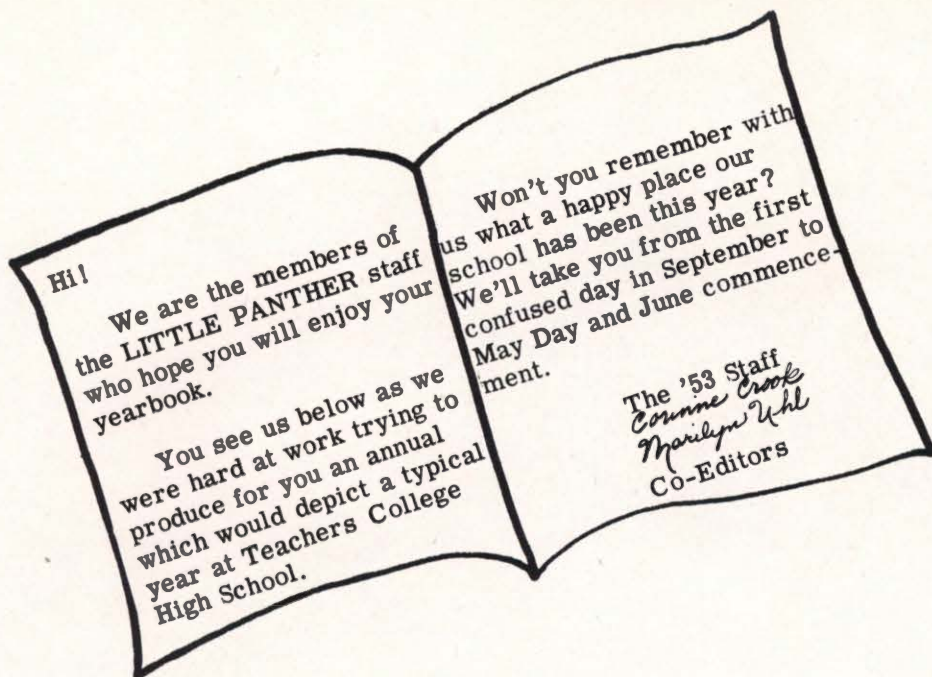 Hi!
We are the members of
the LITTLE PANTHER staff
who hope you will enjoy your
yearbook.
You see us below as we
were hard at work trying to
produce for you an annual
which would depict a typical
year at Teachers College
High School.
Won't you remember with
us what a happy place our
school has been this year?
We'll take you from the first
confused day in September to
May Day and June commence-
ment.
The '53 Staff
Corinne Crook
Marilyn Uhl
Co-Editors